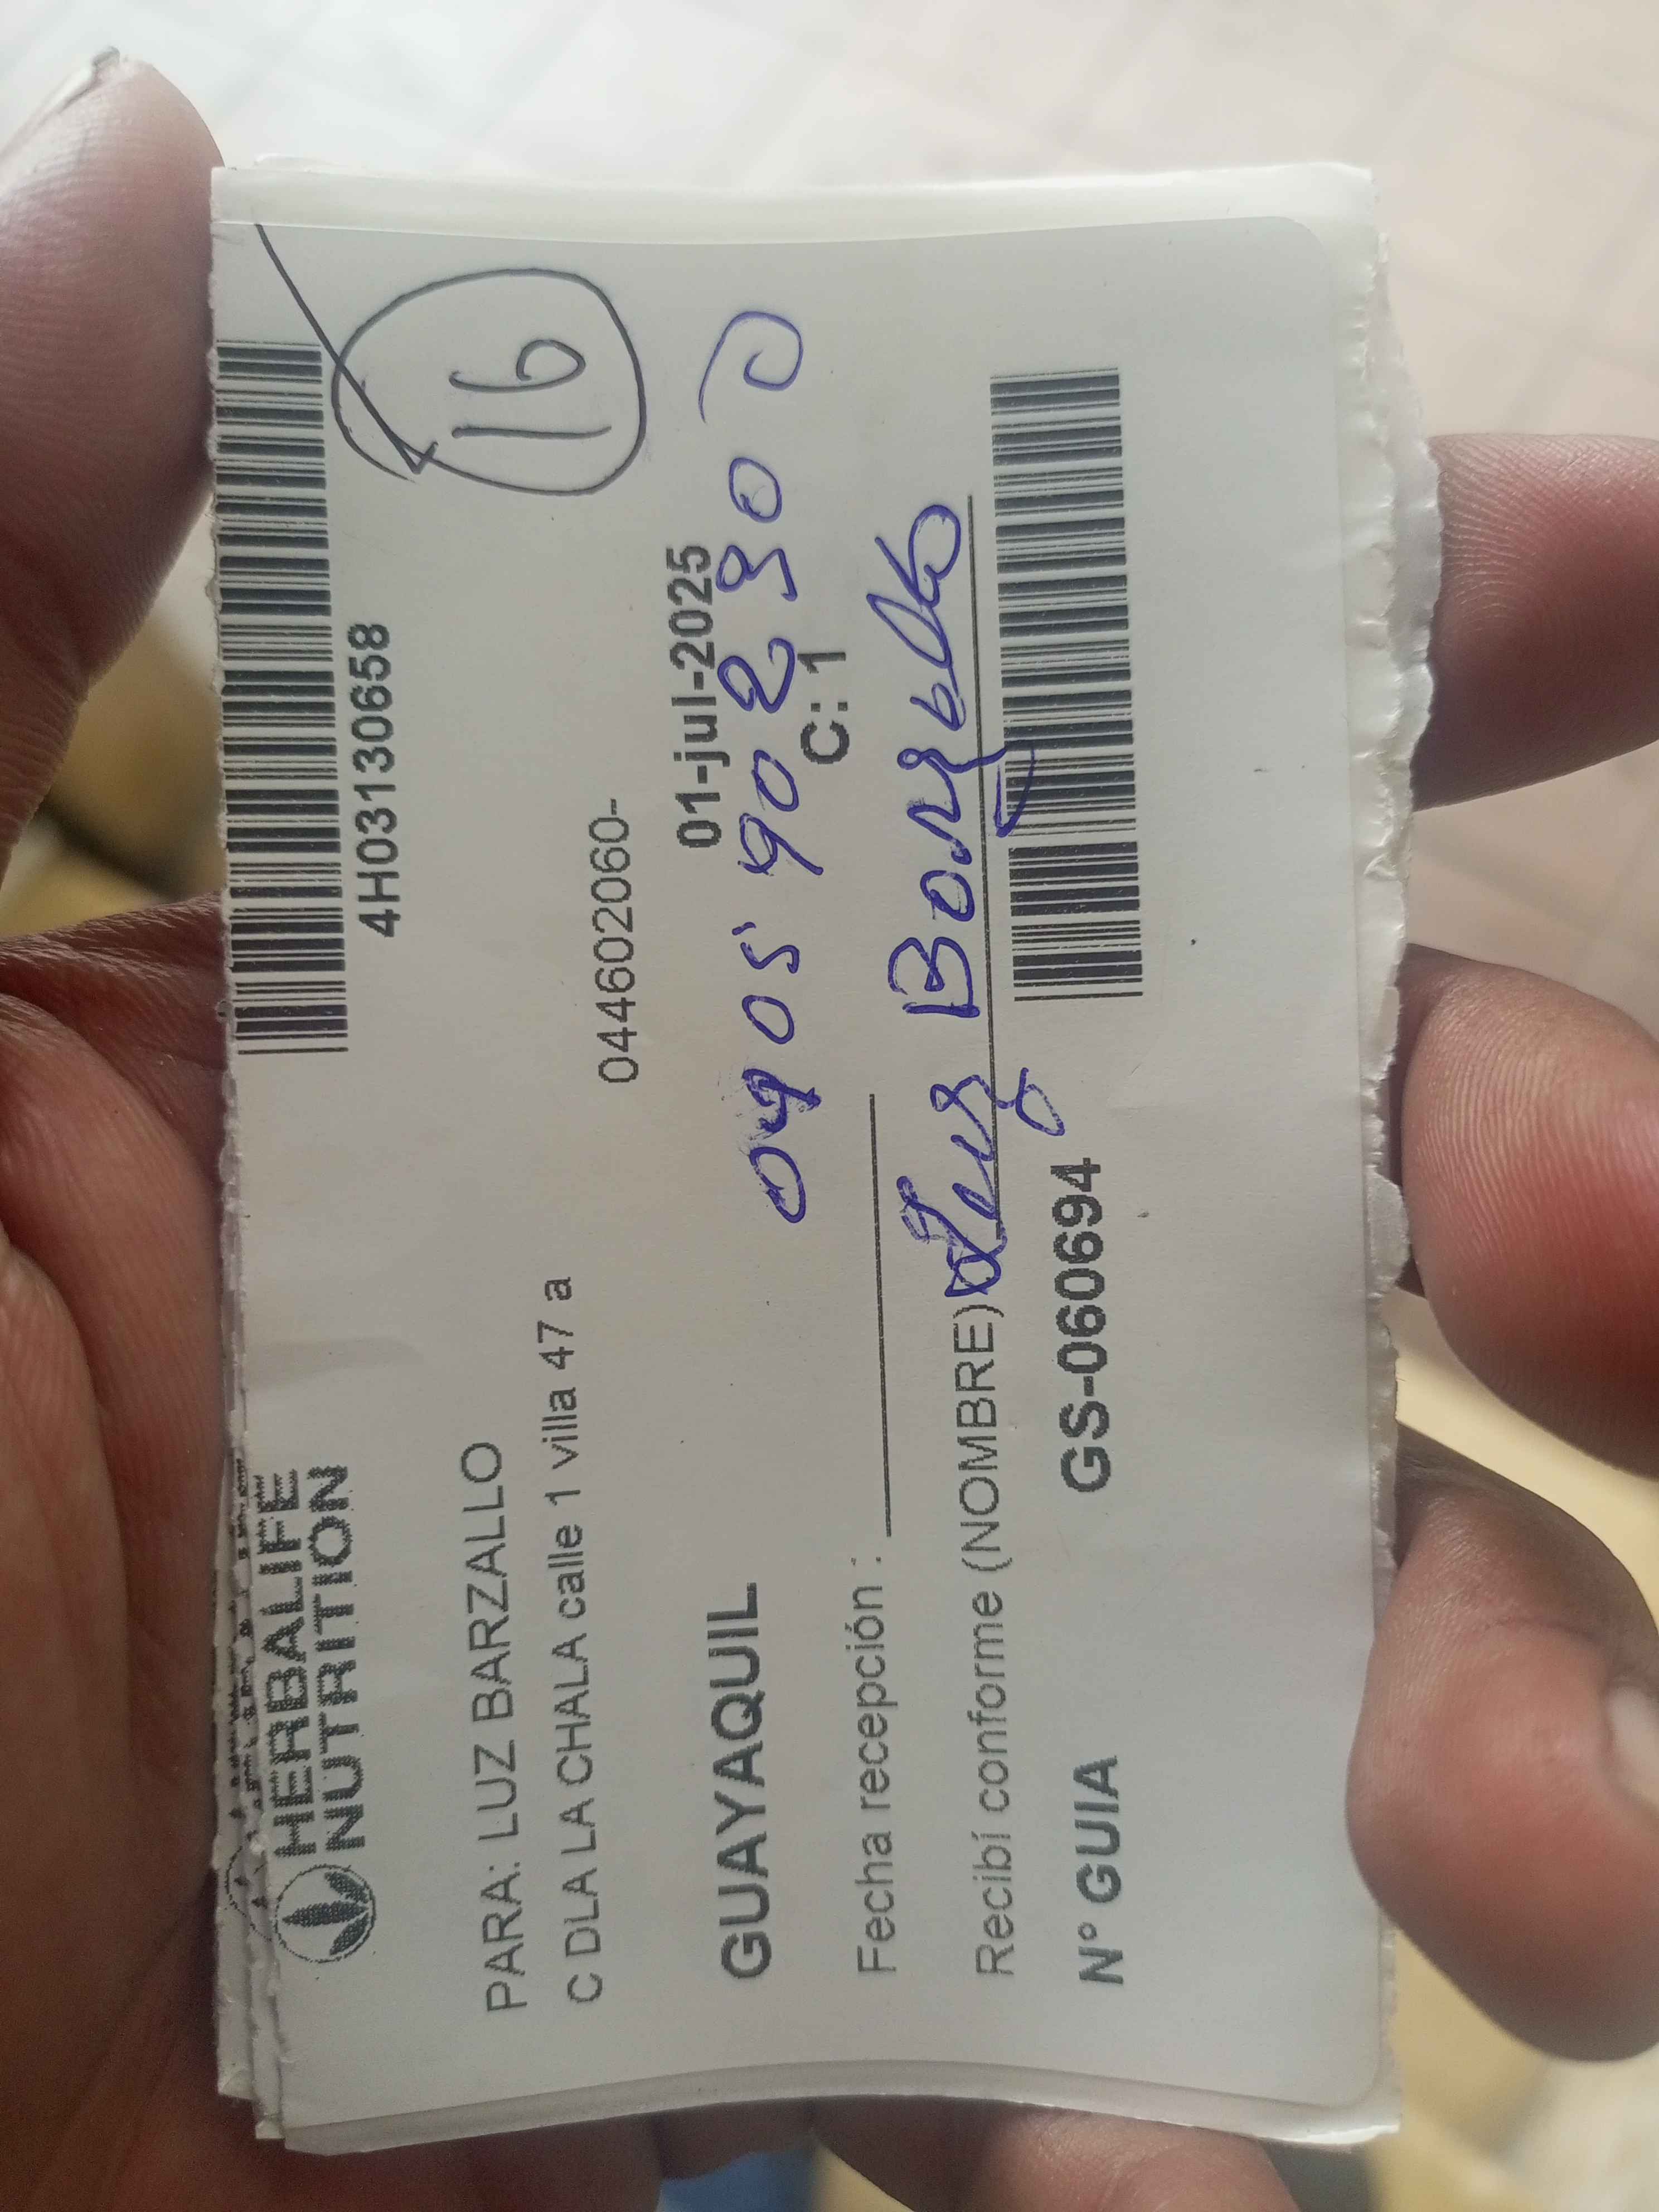 HERBALIFE
NUTRITION
4H03130658
16
PARA: LUZ BARZALLO
C DLA LA CHALA calle 1 villa 47 a
044602060-
GUAYAQUIL
01-jul-2025
0905902300
C: 1
Fecha recepción :
Recibí conforme (NOMBRE) Luz Barzallo
N° GUIA GS-060694